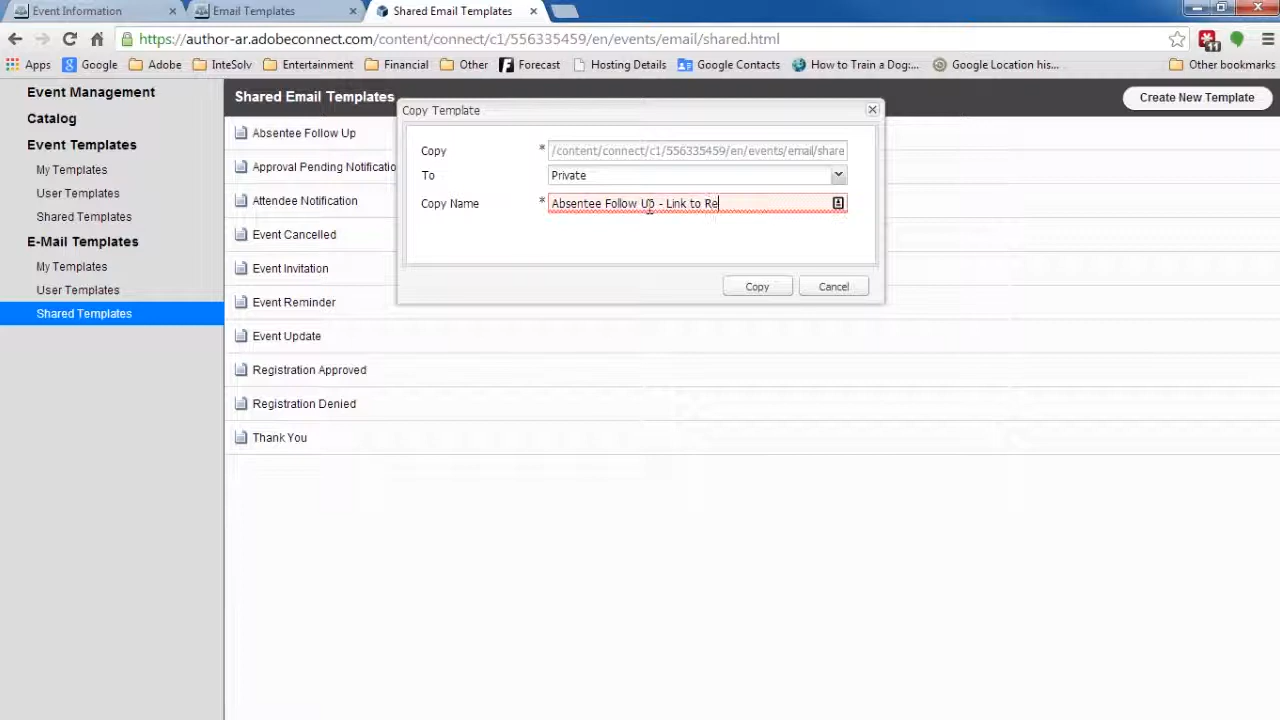 Event Information
Email Templates
Shared Email Templates
https://author-ar.adobeconnect.com/content/connect/c1/556335459/en/events/email/shared.html
11
Apps Google Adobe InteSolv Entertainment Financial Other Forecast Hosting Details Google Contacts How to Train a Dog:... Google Location his... Other bookmarks
Event Management
Catalog
Event Templates
My Templates
User Templates
Shared Templates
E-Mail Templates
My Templates
User Templates
Shared Templates
Shared Email Templates
Create New Template
Absentee Follow Up
Approval Pending Notificatio
Attendee Notification
Event Cancelled
Event Invitation
Event Reminder
Event Update
Registration Approved
Registration Denied
Thank You
Copy Template
Copy * /content/connect/c1/556335459/en/events/email/share
To Private
Copy Name * Absentee Follow Up - Link to Re
Copy Cancel